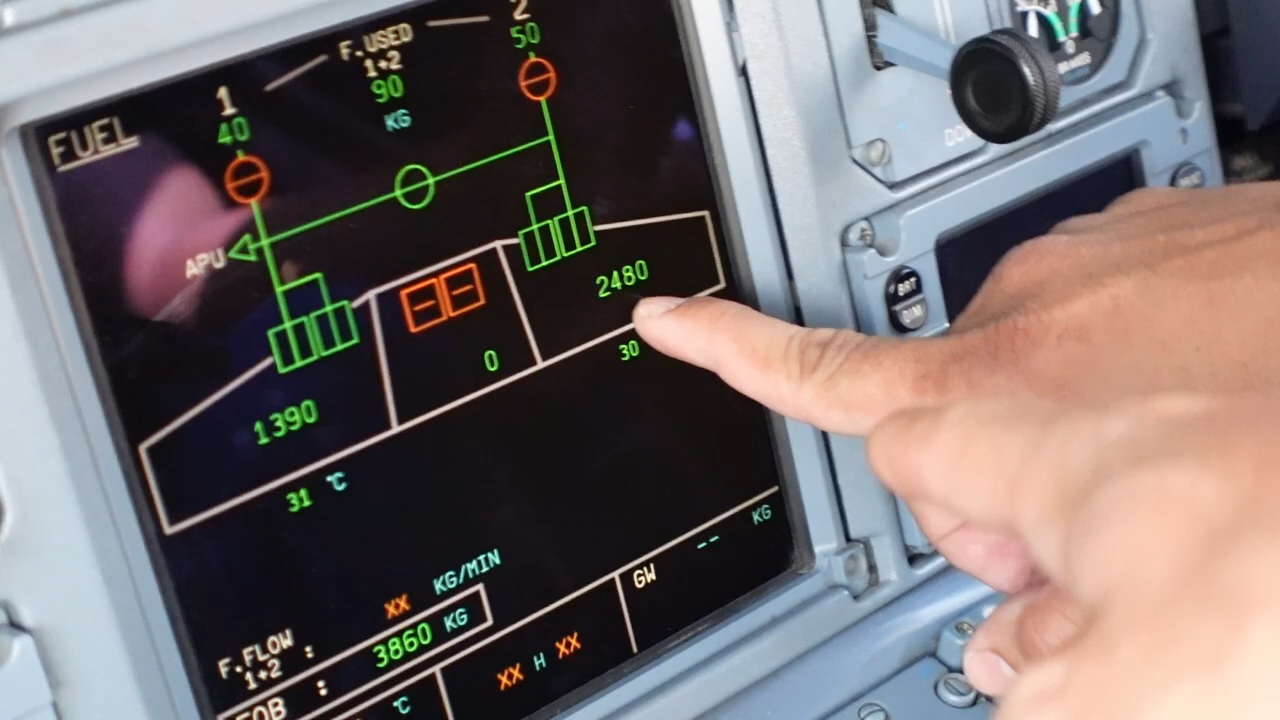 FUEL
1
F.USED
2
40
1+2
50
90
KG
APU
2480
0
30
1390
31 °C
F.FLOW
1+2 : XX KG/MIN
FOB : 3860 KG
GW -- KG
°C
XX H XX
BRT
DIM